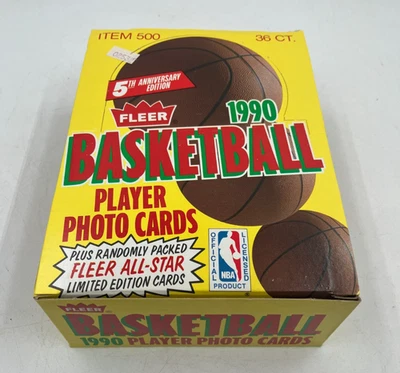 ITEM 500
36 CT.
5TH ANNIVERSARY
EDITION
FLEER
1990
BASKETBALL
PLAYER
PHOTO CARDS
PLUS RANDOMLY PACKED
FLEER ALL-STAR
LIMITED EDITION CARDS
OFFICIAL
LICENSED
NBA
PRODUCT
FLEER
BASKETBALL
1990 PLAYER PHOTO CARDS